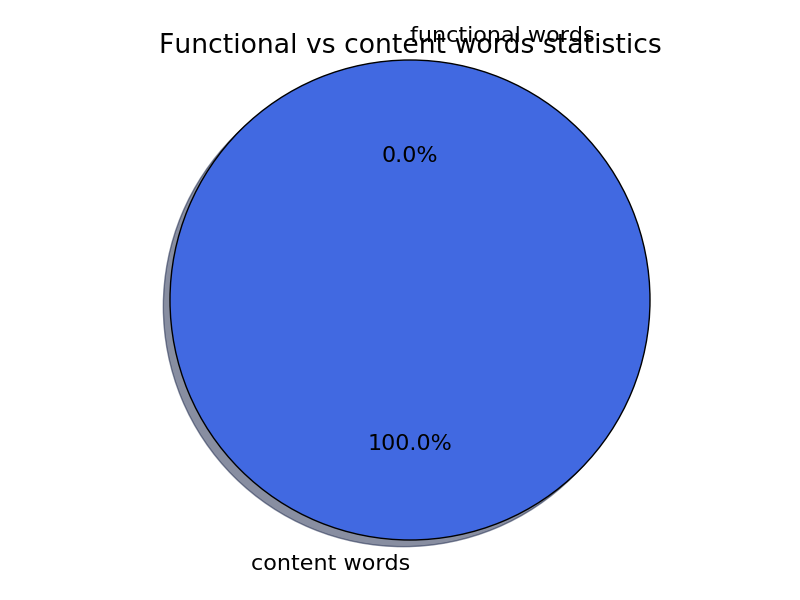 functional words
Functional vs content words statistics
0.0%
100.0%
content words